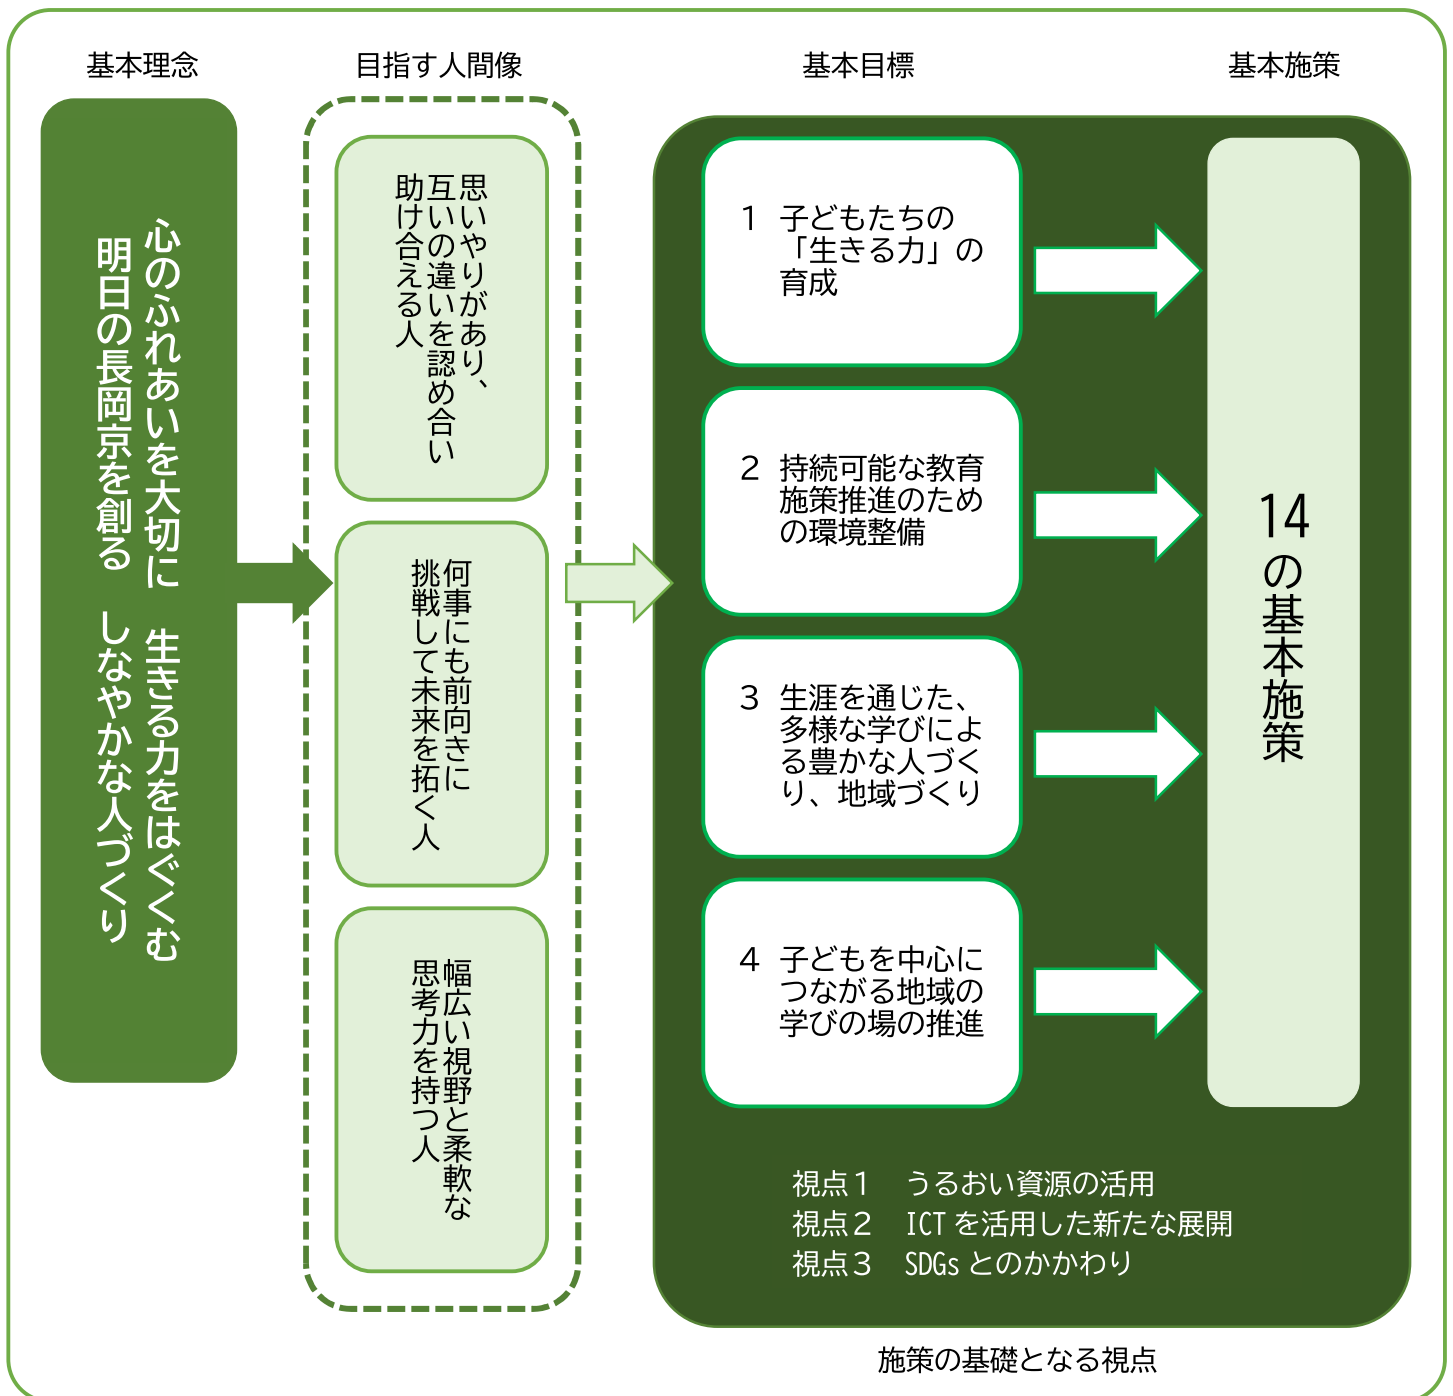 基本理念
目指す人間像
基本目標
基本施策
心のふれあいを大切に　生きる力をはぐくむ
明日の長岡京を創る　しなやかな人づくり
思いやりがあり、
互いの違いを認め合い
助け合える人
何事にも前向きに
挑戦して未来を拓く人
幅広い視野と柔軟な
思考力を持つ人
１ 子どもたちの
「生きる力」の
育成
２ 持続可能な教育
施策推進のため
の環境整備
３ 生涯を通じた、
多様な学びによ
る豊かな人づく
り、地域づくり
４ 子どもを中心に
つながる地域の
学びの場の推進
14の基本施策
視点１　うるおい資源の活用
視点２　ICTを活用した新たな展開
視点３　SDGsとのかかわり
施策の基礎となる視点